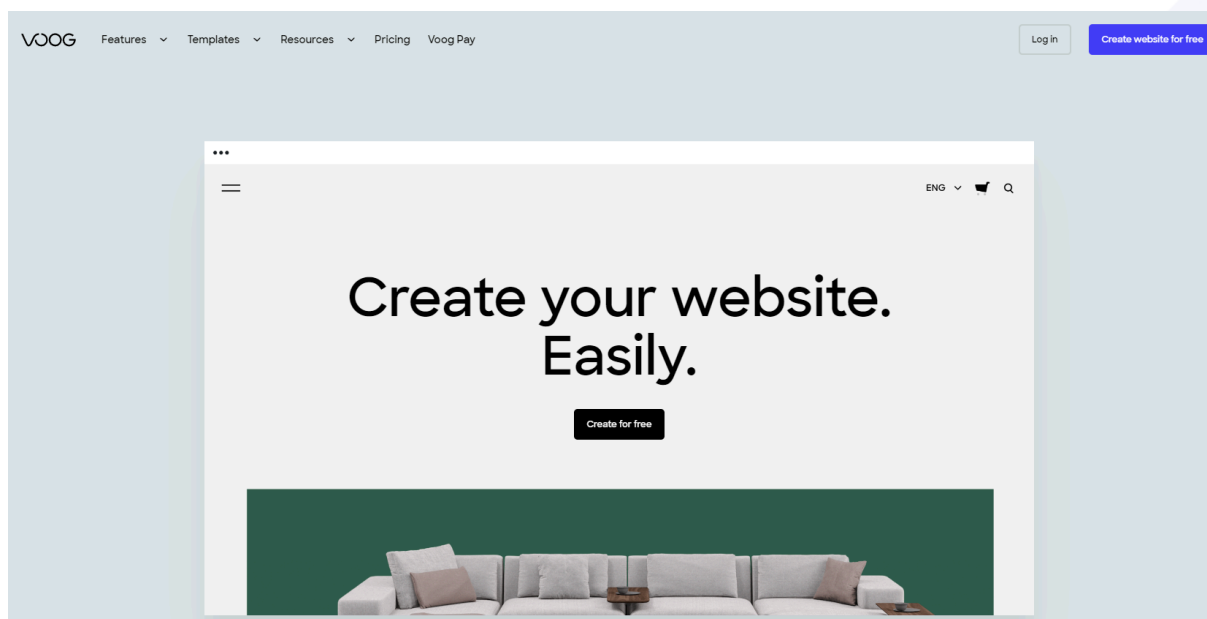 VOOG Features Templates Resources Pricing Voog Pay Log in Create website for free
ENG
Create your website.
Easily.
Create for free